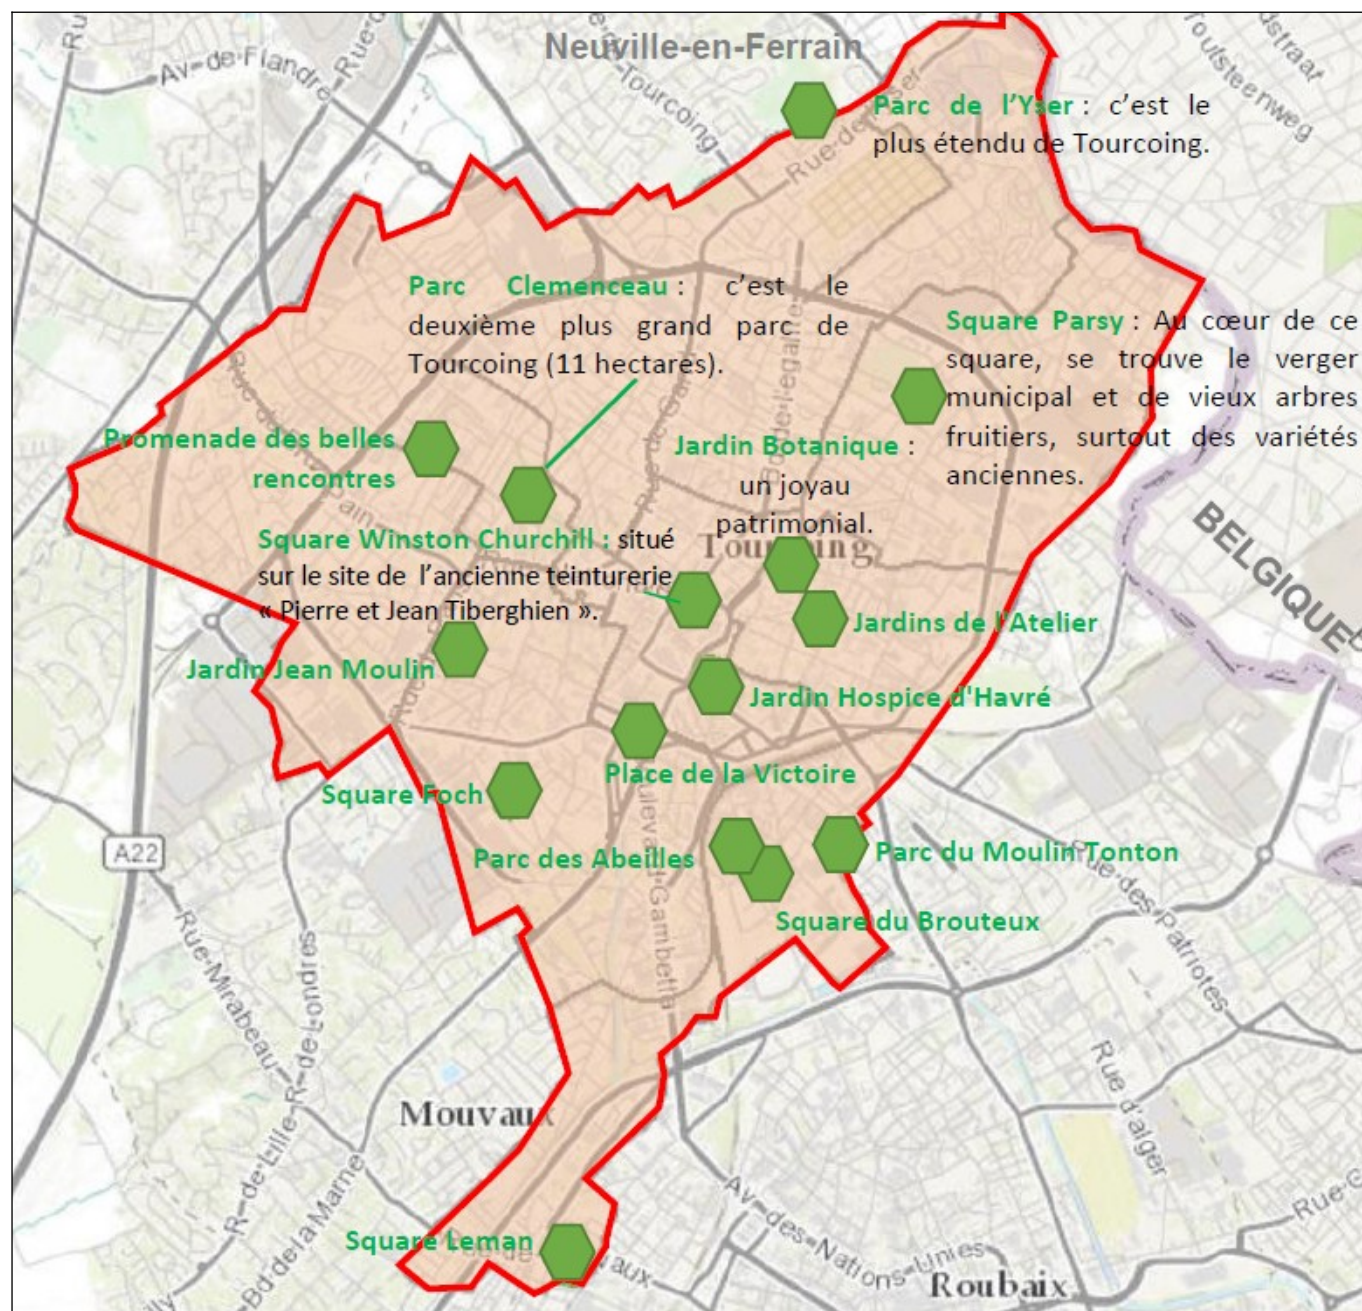 Neuville-en-Ferrain
Av-de-Flandre
Tourcoing
Toufsteenweg
Parc de l'Yser : c'est le
plus étendu de Tourcoing.
Parc Clemenceau : c'est le
deuxième plus grand parc de
Tourcoing (11 hectares).
Square Parsy : Au cœur de ce
square, se trouve le verger
municipal et de vieux arbres
fruitiers, surtout des variétés
anciennes.
Rue-de-Gand
Promenade des belles
rencontres
Jardin Botanique :
un joyau
patrimonial.
Tourcoing
Square Winston Churchill : situé
sur le site de l'ancienne teinturerie
« Pierre et Jean Tiberghien ».
BELGIQUE
Jardins de l'Atelier
Jardin Jean Moulin
Jardin Hospice d'Havré
Place de la Victoire
Square Foch
Boulevard-Gambetta
A22
Parc des Abeilles
Parc du Moulin Tonton
Rue-des-Patriotes
Square du Brouteux
Rue-Mirabeau
R-de-Lille-R-de-Londres
Rue d'alger
Mouvaux
Bd de la Marne
Square Leman
Av-des-Nations-Unies
Roubaix